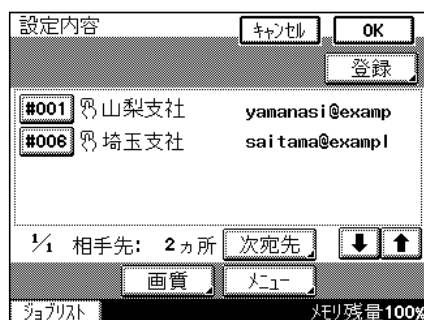 設定内容 ｷｬﾝｾﾙ OK
登録
#001 山梨支社 yamanasi@examp
#006 埼玉支社 saitama@exampl
1/1 相手先: 2ヵ所 次宛先
画質 ﾒﾆｭｰ
ｼﾞｮﾌﾞﾘｽﾄ ﾒﾓﾘ残量100%